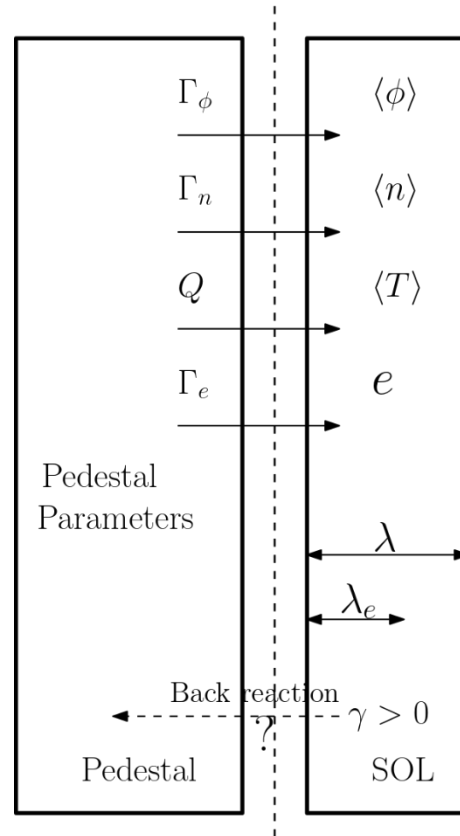 Γ_ϕ ⟨ϕ⟩
Γ_n ⟨n⟩
Q ⟨T⟩
Γ_e e
Pedestal
Parameters
λ
λ_e
Back reaction
? γ > 0
Pedestal SOL